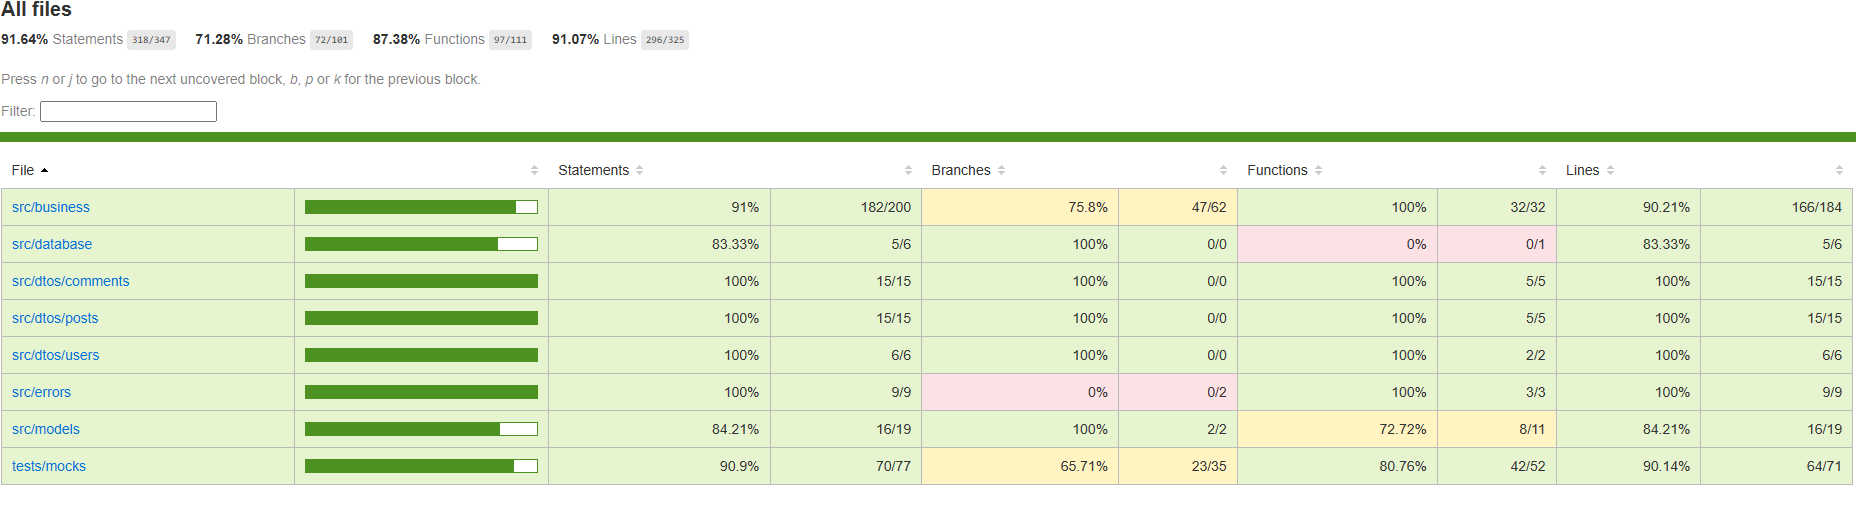 All files
91.64% Statements 318/347 71.28% Branches 72/101 87.38% Functions 97/111 91.07% Lines 296/325
Press n or j to go to the next uncovered block, b, p or k for the previous block.
Filter:
File Statements Branches Functions Lines
src/business 91% 182/200 75.8% 47/62 100% 32/32 90.21% 166/184
src/database 83.33% 5/6 100% 0/0 0% 0/1 83.33% 5/6
src/dtos/comments 100% 15/15 100% 0/0 100% 5/5 100% 15/15
src/dtos/posts 100% 15/15 100% 0/0 100% 5/5 100% 15/15
src/dtos/users 100% 6/6 100% 0/0 100% 2/2 100% 6/6
src/errors 100% 9/9 0% 0/2 100% 3/3 100% 9/9
src/models 84.21% 16/19 100% 2/2 72.72% 8/11 84.21% 16/19
tests/mocks 90.9% 70/77 65.71% 23/35 80.76% 42/52 90.14% 64/71